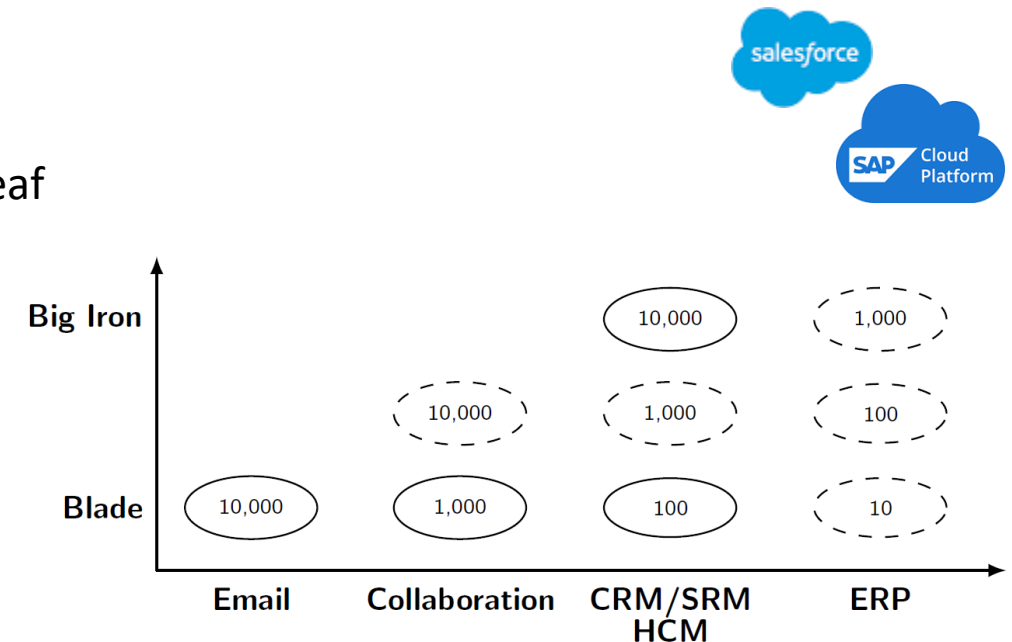 salesforce
SAP Cloud
Platform
eaf
Big Iron 10,000 1,000
10,000 1,000 100
Blade 10,000 1,000 100 10
Email Collaboration CRM/SRM ERP
HCM